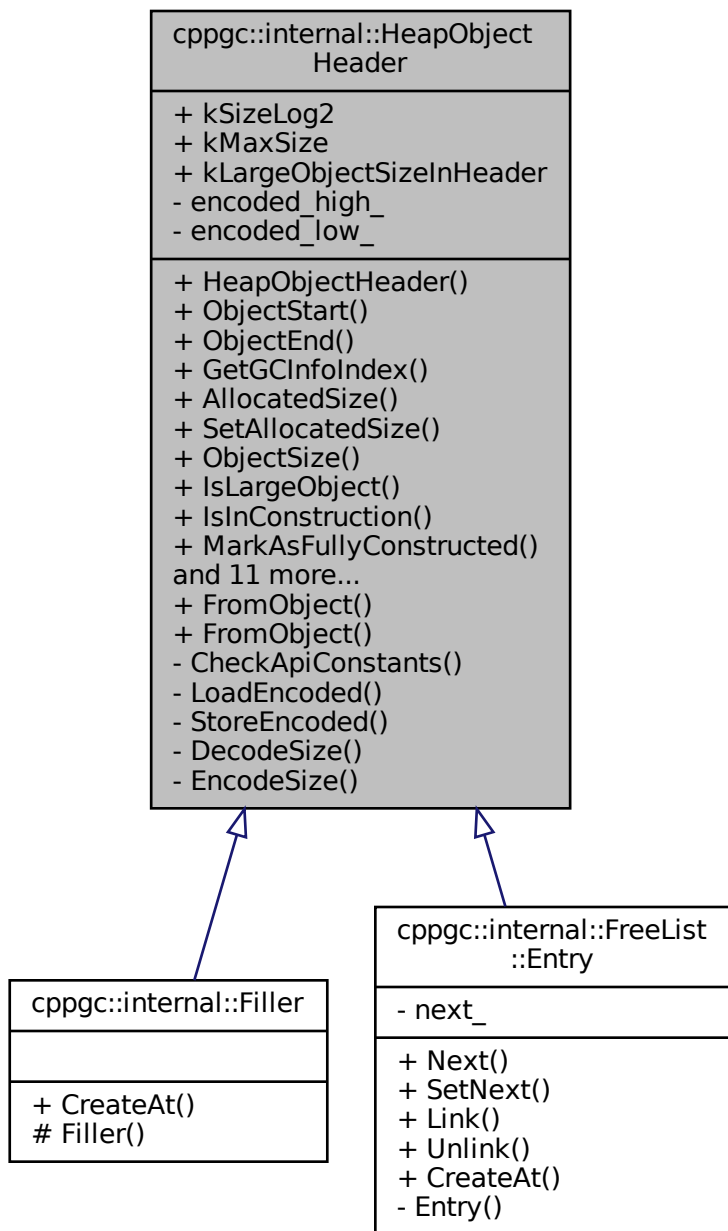 cppgc::internal::HeapObject
Header
+ kSizeLog2
+ kMaxSize
+ kLargeObjectSizeInHeader
- encoded_high_
- encoded_low_
+ HeapObjectHeader()
+ ObjectStart()
+ ObjectEnd()
+ GetGCInfoIndex()
+ AllocatedSize()
+ SetAllocatedSize()
+ ObjectSize()
+ IsLargeObject()
+ IsInConstruction()
+ MarkAsFullyConstructed()
and 11 more...
+ FromObject()
+ FromObject()
- CheckApiConstants()
- LoadEncoded()
- StoreEncoded()
- DecodeSize()
- EncodeSize()
cppgc::internal::Filler
+ CreateAt()
# Filler()
cppgc::internal::FreeList
::Entry
- next_
+ Next()
+ SetNext()
+ Link()
+ Unlink()
+ CreateAt()
- Entry()